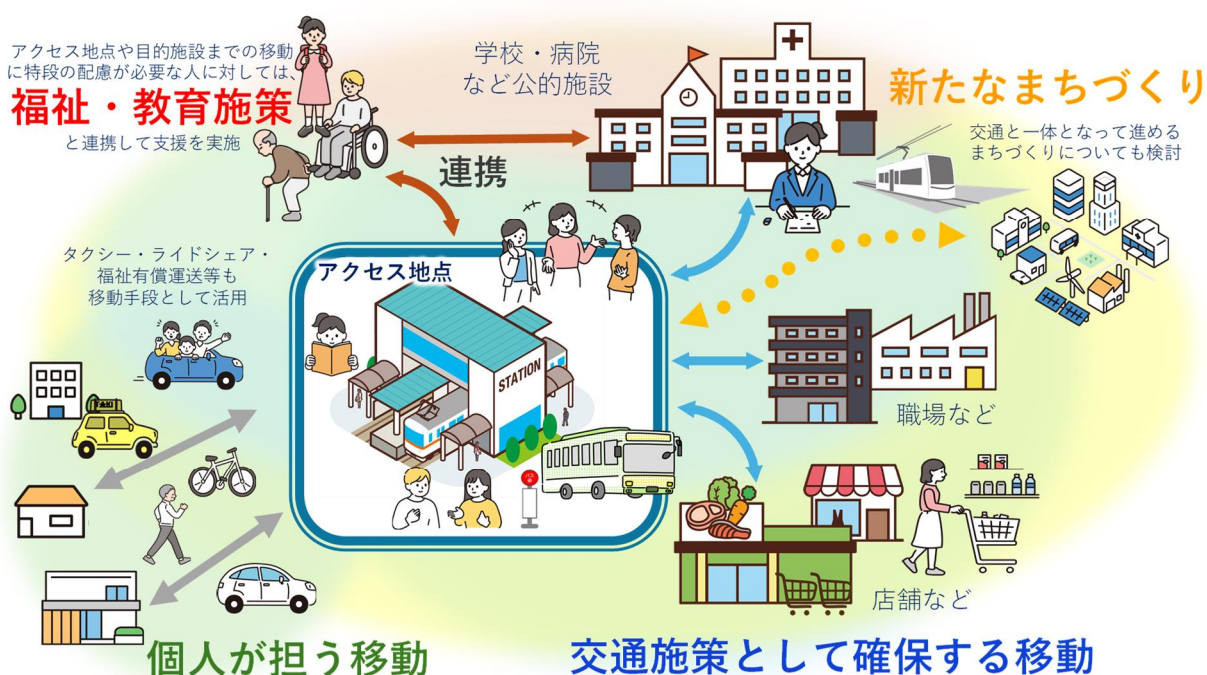 アクセス地点や目的施設までの移動
に特段の配慮が必要な人に対しては、
福祉・教育施策
と連携して支援を実施
学校・病院
など公的施設
新たなまちづくり
交通と一体となって進める
まちづくりについても検討
連携
タクシー・ライドシェア・
福祉有償運送等も
移動手段として活用
アクセス地点
STATION
TAXI
バス
職場など
店舗など
個人が担う移動
交通施策として確保する移動